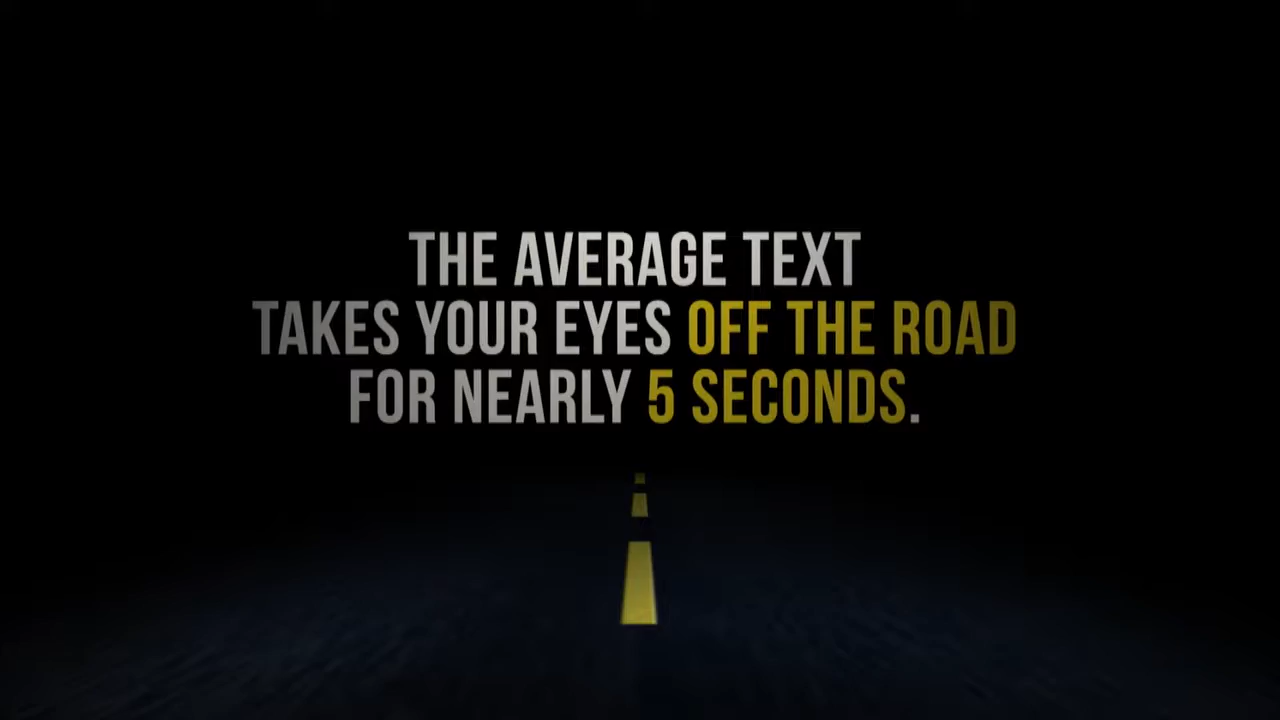 THE AVERAGE TEXT
TAKES YOUR EYES OFF THE ROAD
FOR NEARLY 5 SECONDS.